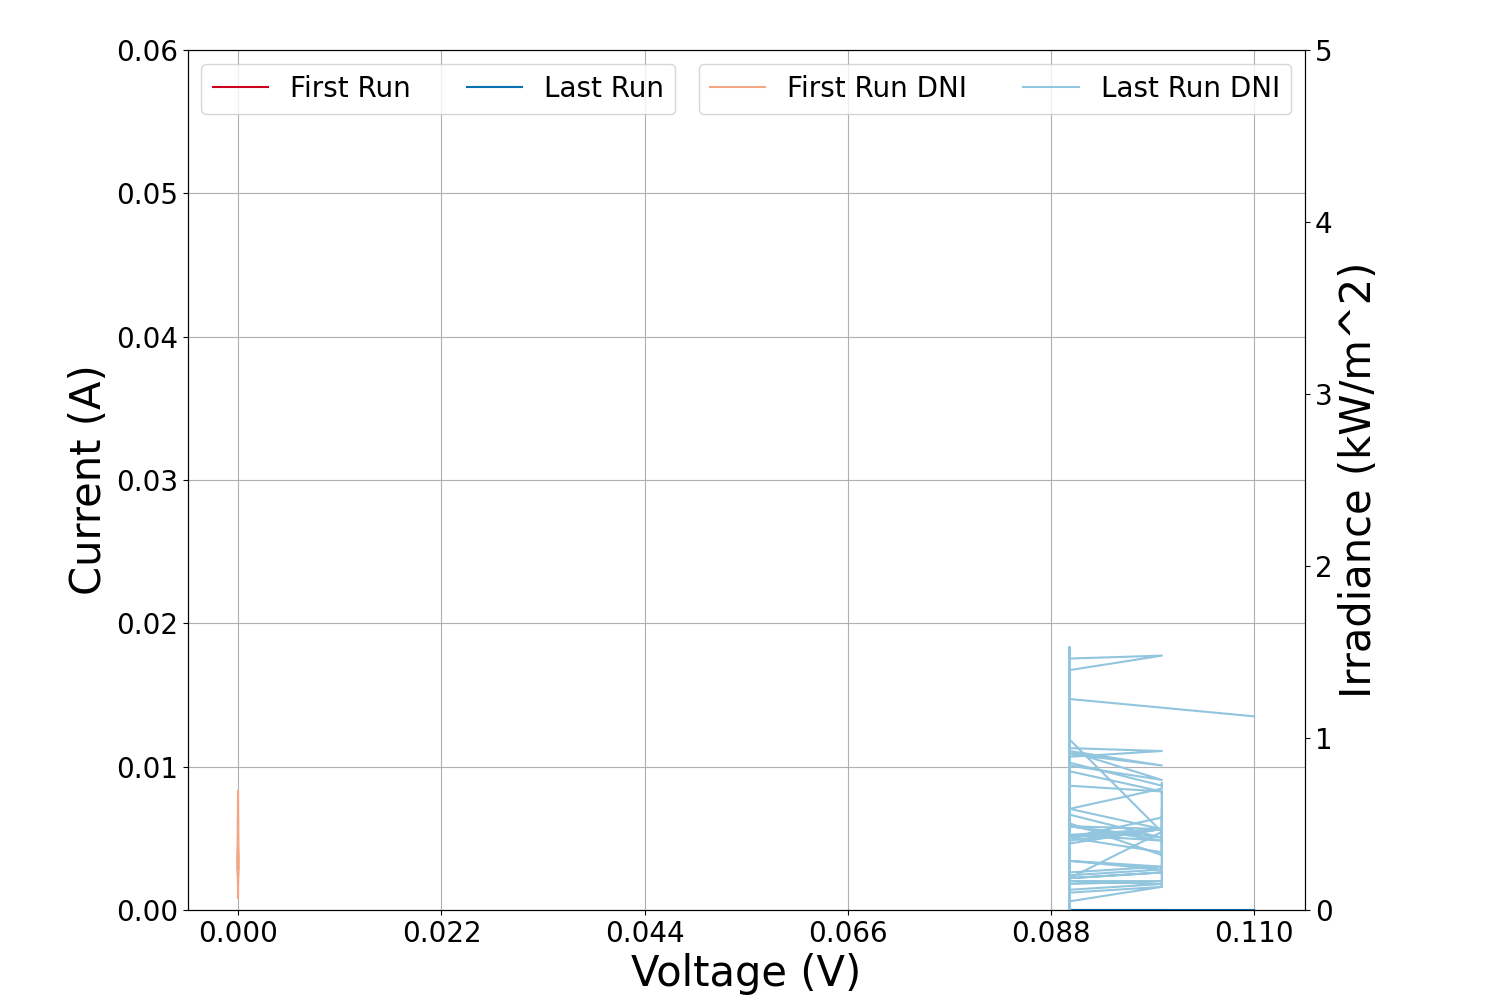 First Run
Last Run
First Run DNI
Last Run DNI
0.06
0.05
0.04
0.03
0.02
0.01
0.00
Current (A)
5
4
3
2
1
0
Irradiance (kW/m^2)
0.000 0.022 0.044 0.066 0.088 0.110
Voltage (V)